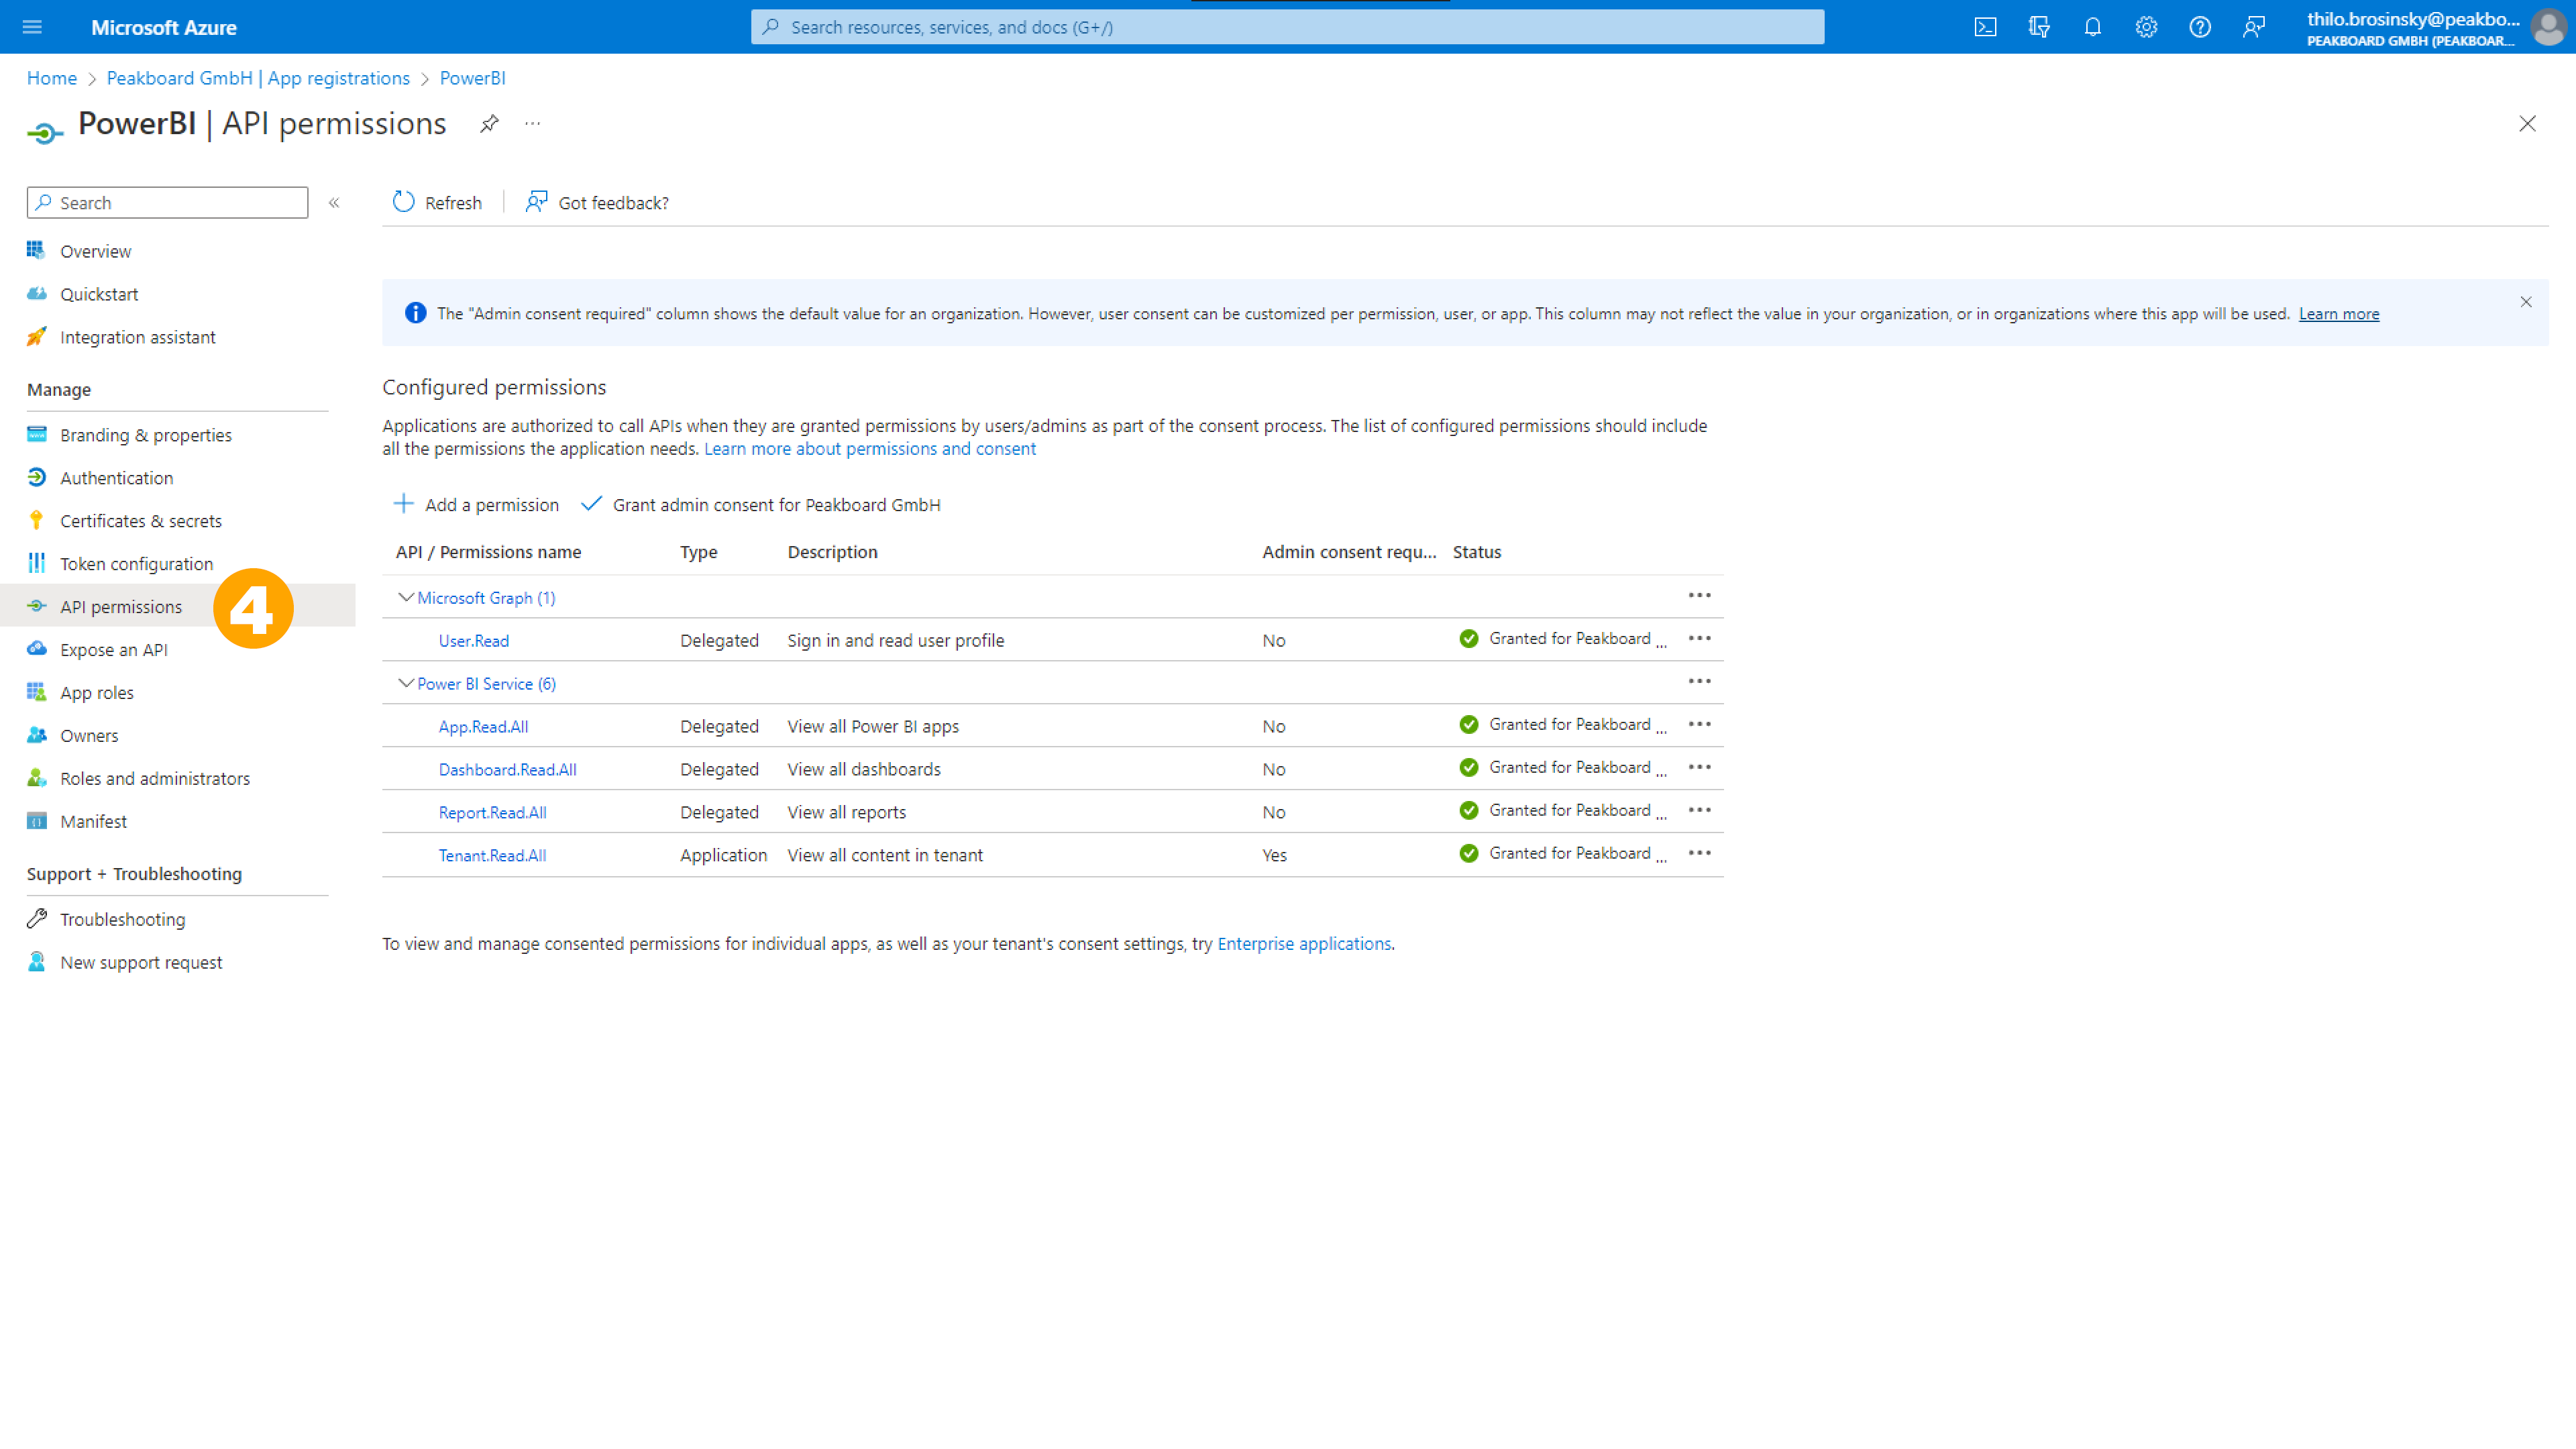 Microsoft Azure
Search resources, services, and docs (G+/)
thilo.brosinsky@peakbo...
PEAKBOARD GMBH (PEAKBOAR...
Home > Peakboard GmbH | App registrations > PowerBI
PowerBI | API permissions
Search
Refresh
Got feedback?
Overview
Quickstart
Integration assistant
Manage
Branding & properties
Authentication
Certificates & secrets
Token configuration
API permissions
4
Expose an API
App roles
Owners
Roles and administrators
Manifest
Support + Troubleshooting
Troubleshooting
New support request
The "Admin consent required" column shows the default value for an organization. However, user consent can be customized per permission, user, or app. This column may not reflect the value in your organization, or in organizations where this app will be used. Learn more
Configured permissions
Applications are authorized to call APIs when they are granted permissions by users/admins as part of the consent process. The list of configured permissions should include
all the permissions the application needs. Learn more about permissions and consent
Add a permission Grant admin consent for Peakboard GmbH
API / Permissions name Type Description Admin consent requ... Status
Microsoft Graph (1)
User.Read Delegated Sign in and read user profile No Granted for Peakboard ...
Power BI Service (6)
App.Read.All Delegated View all Power BI apps No Granted for Peakboard ...
Dashboard.Read.All Delegated View all dashboards No Granted for Peakboard ...
Report.Read.All Delegated View all reports No Granted for Peakboard ...
Tenant.Read.All Application View all content in tenant Yes Granted for Peakboard ...
To view and manage consented permissions for individual apps, as well as your tenant's consent settings, try Enterprise applications.